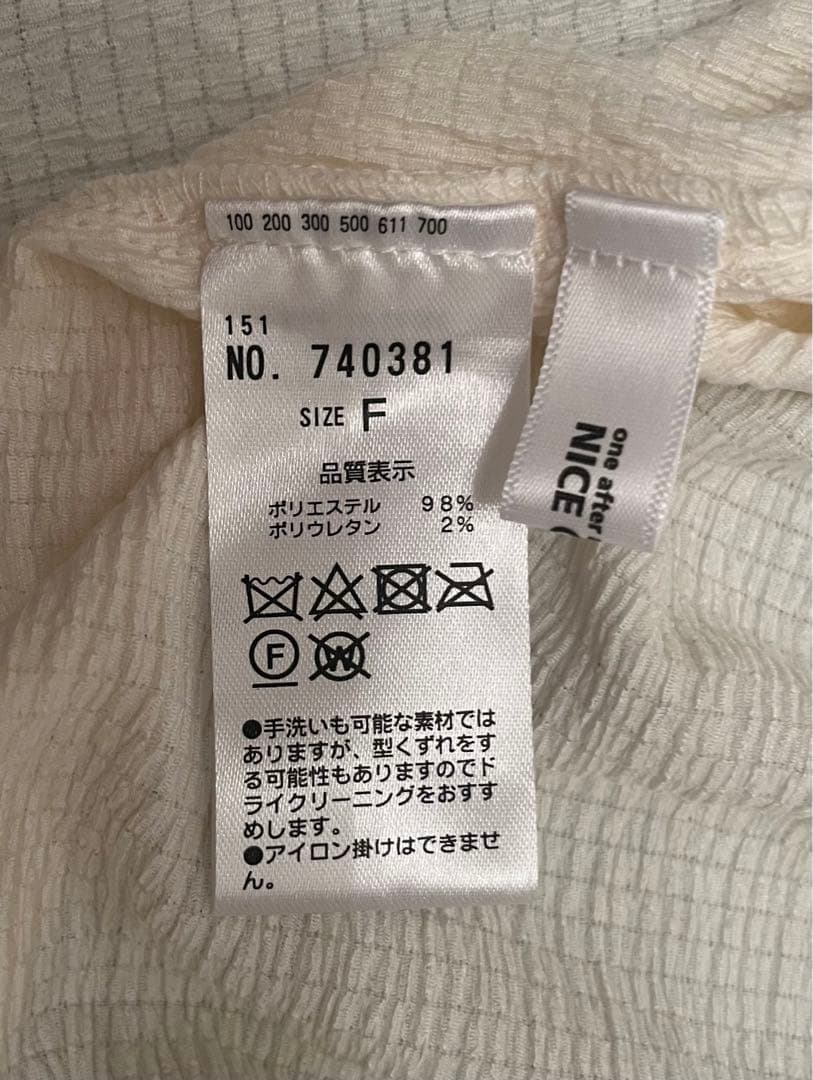 100 200 300 500 611 700
151
NO. 740381
SIZE F
品質表示
ポリエステル 98%
ポリウレタン 2%
F
W
●手洗いも可能な素材では
ありますが、型くずれをす
る可能性もありますのでド
ライクリーニングをおすす
めします。
●アイロン掛けはできませ
ん。
one after
NICE